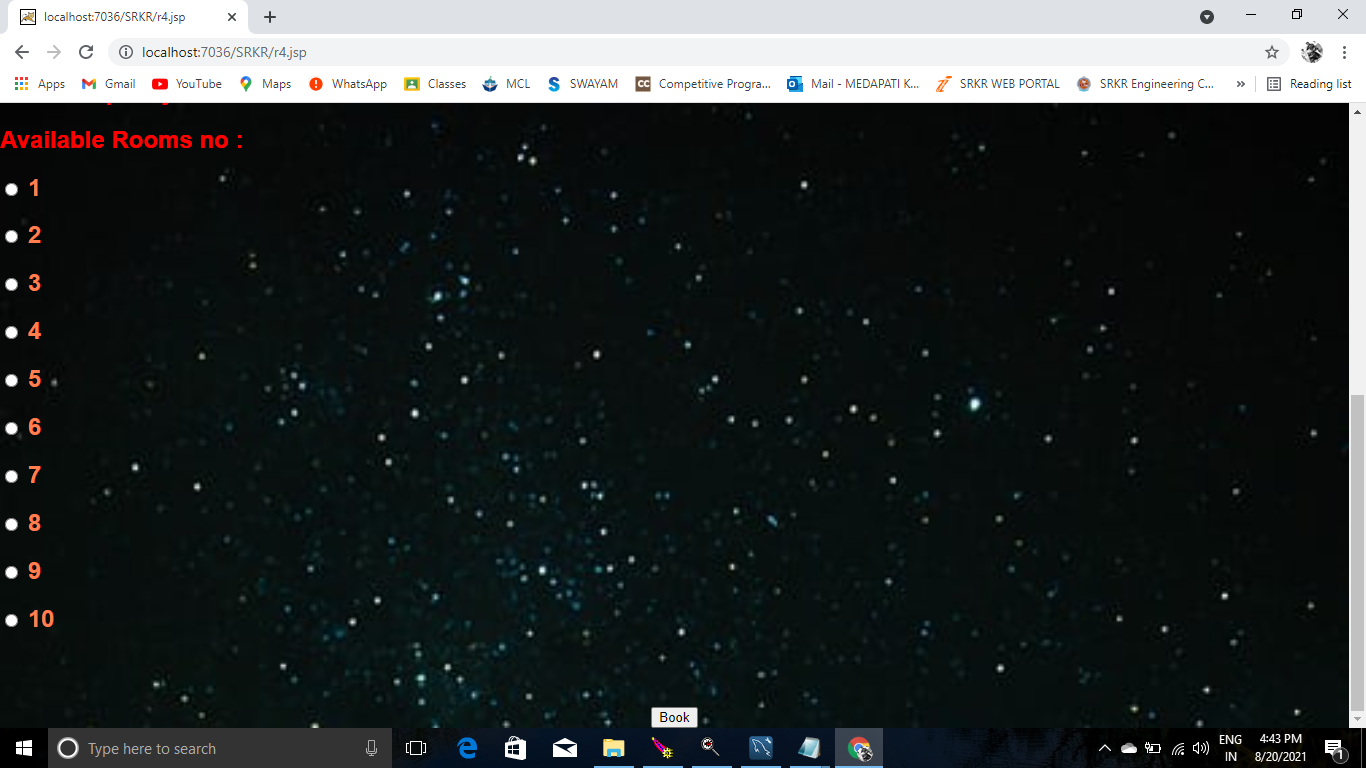 localhost:7036/SRKR/r4.jsp
localhost:7036/SRKR/r4.jsp
Apps Gmail YouTube Maps WhatsApp Classes MCL SWAYAM Competitive Progra... Mail - MEDAPATI K... SRKR WEB PORTAL SRKR Engineering C... » Reading list
Available Rooms no :
1
2
3
4
5
6
7
8
9
10
Book
Type here to search
ENG 4:43 PM
IN 8/20/2021 1